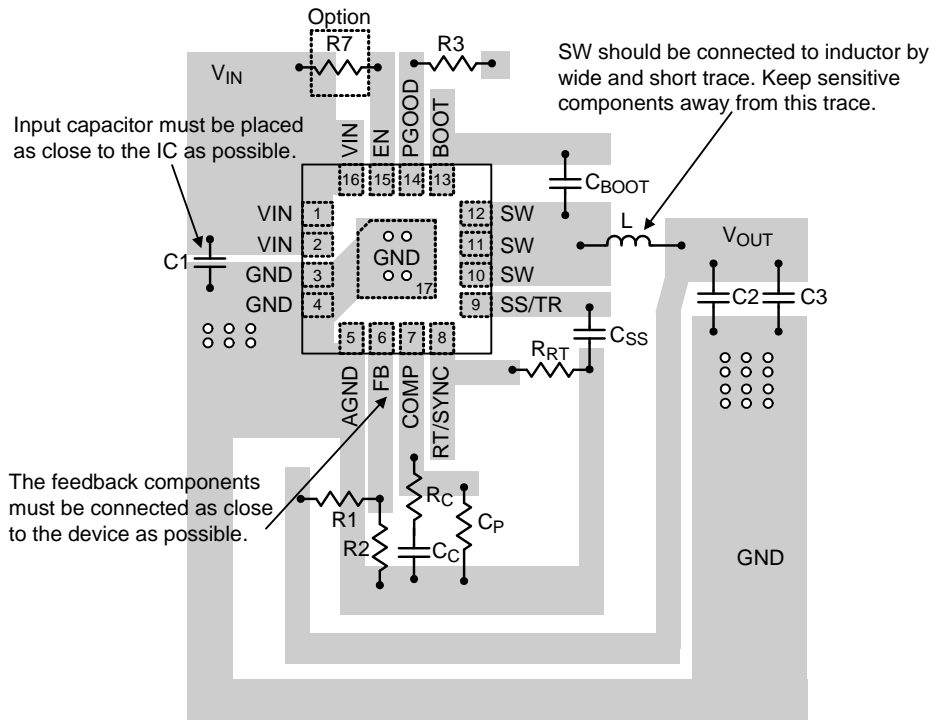 Option
R7
R3
VIN
SW should be connected to inductor by
wide and short trace. Keep sensitive
components away from this trace.
Input capacitor must be placed
as close to the IC as possible.
VIN
EN
PGOOD
BOOT
16
15
14
13
CBOOT
VIN
1
12
SW
L
VIN
2
11
SW
VOUT
C1
GND
3
GND
10
SW
GND
4
17
9
SS/TR
C2
C3
5
6
7
8
CSS
RRT
AGND
FB
COMP
RT/SYNC
The feedback components
must be connected as close
to the device as possible.
R1
R2
RC
CC
CP
GND